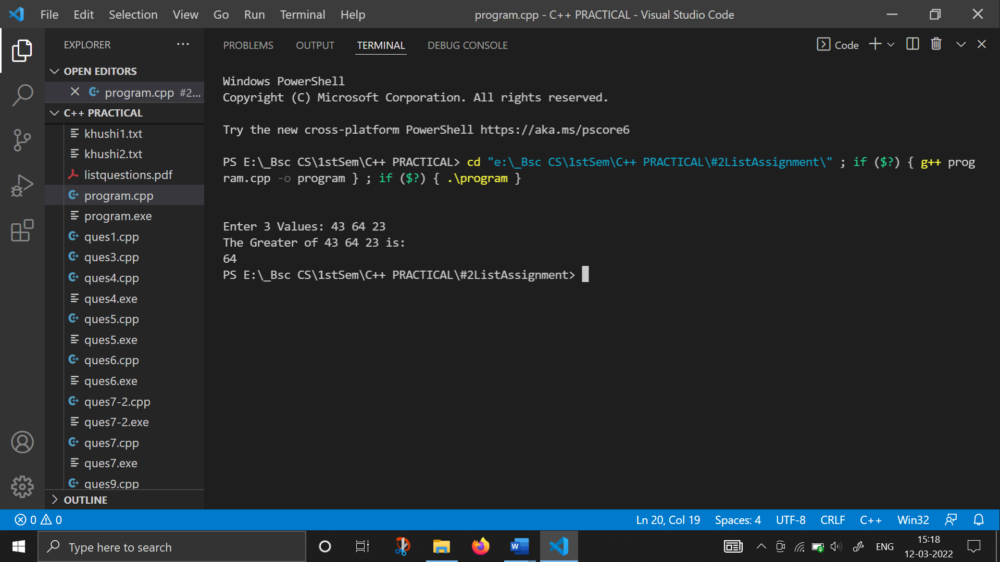 File Edit Selection View Go Run Terminal Help
program.cpp - C++ PRACTICAL - Visual Studio Code
EXPLORER
PROBLEMS OUTPUT TERMINAL DEBUG CONSOLE
Code
OPEN EDITORS
program.cpp #2...
C++ PRACTICAL
khushi1.txt
khushi2.txt
listquestions.pdf
program.cpp
program.exe
ques1.cpp
ques3.cpp
ques4.cpp
ques4.exe
ques5.cpp
ques5.exe
ques6.cpp
ques6.exe
ques7-2.cpp
ques7-2.exe
ques7.cpp
ques7.exe
ques9.cpp
OUTLINE
Windows PowerShell
Copyright (C) Microsoft Corporation. All rights reserved.
Try the new cross-platform PowerShell https://aka.ms/pscore6
PS E:\_Bsc CS\1stSem\C++ PRACTICAL> cd "e:\_Bsc CS\1stSem\C++ PRACTICAL\#2ListAssignment\" ; if ($?) { g++ prog
ram.cpp -o program } ; if ($?) { .\program }
Enter 3 Values: 43 64 23
The Greater of 43 64 23 is:
64
PS E:\_Bsc CS\1stSem\C++ PRACTICAL\#2ListAssignment>
0 0
Ln 20, Col 19 Spaces: 4 UTF-8 CRLF C++ Win32
Type here to search
W
ENG
15:18
12-03-2022